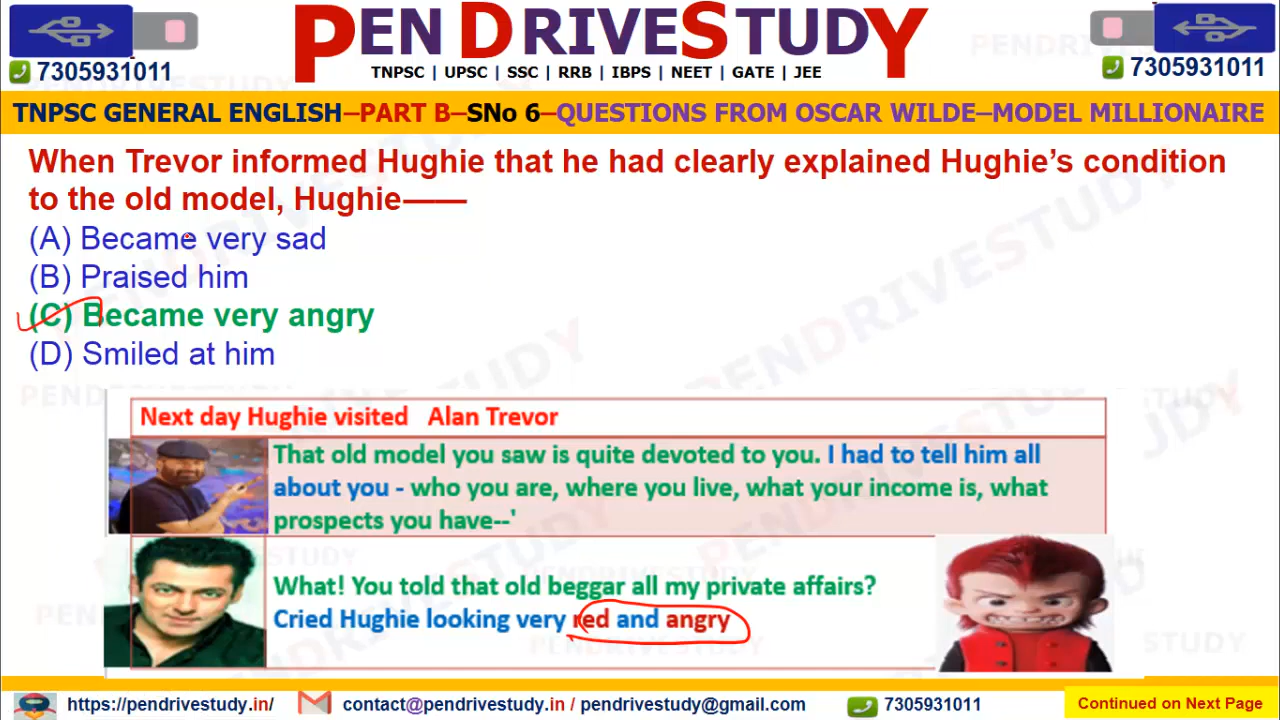 PEN DRIVESTUDY
7305931011
TNPSC | UPSC | SSC | RRB | IBPS | NEET | GATE | JEE
7305931011
TNPSC GENERAL ENGLISH–PART B–SNo 6–QUESTIONS FROM OSCAR WILDE–MODEL MILLIONAIRE
When Trevor informed Hughie that he had clearly explained Hughie’s condition
to the old model, Hughie——
(A) Became very sad
(B) Praised him
(C) Became very angry
(D) Smiled at him
Next day Hughie visited Alan Trevor
That old model you saw is quite devoted to you. I had to tell him all
about you - who you are, where you live, what your income is, what
prospects you have--'
What! You told that old beggar all my private affairs?
Cried Hughie looking very red and angry
https://pendrivestudy.in/ contact@pendrivestudy.in / pendrivestudy@gmail.com 7305931011 Continued on Next Page